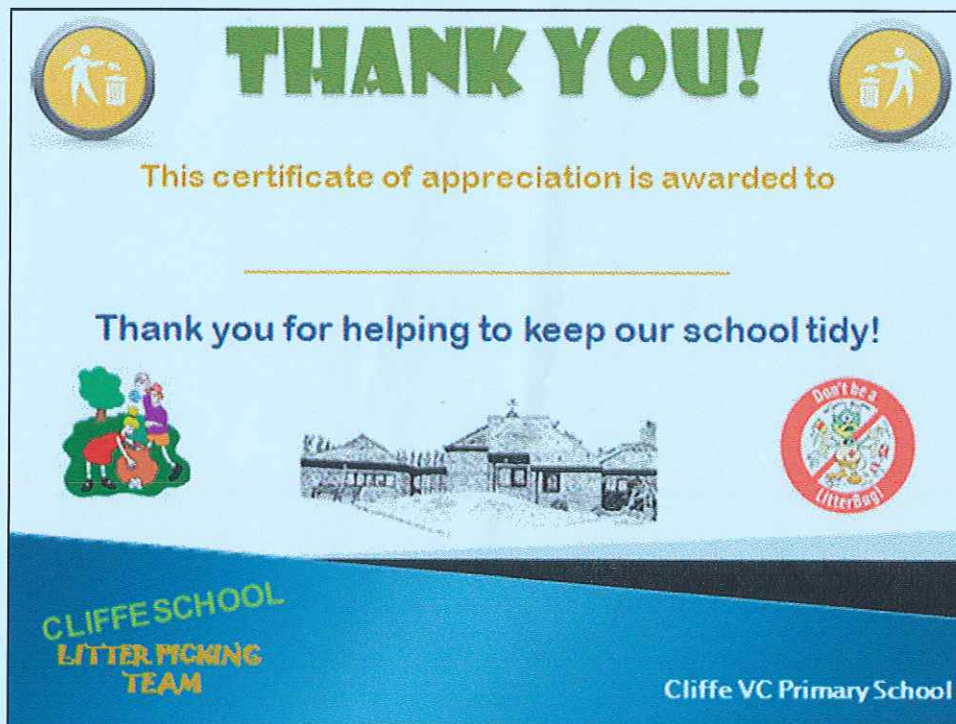 THANK YOU!
This certificate of appreciation is awarded to
Thank you for helping to keep our school tidy!
Don't be a
LitterBug!
CLIFFE SCHOOL
LITTER PICKING
TEAM
Cliffe VC Primary School